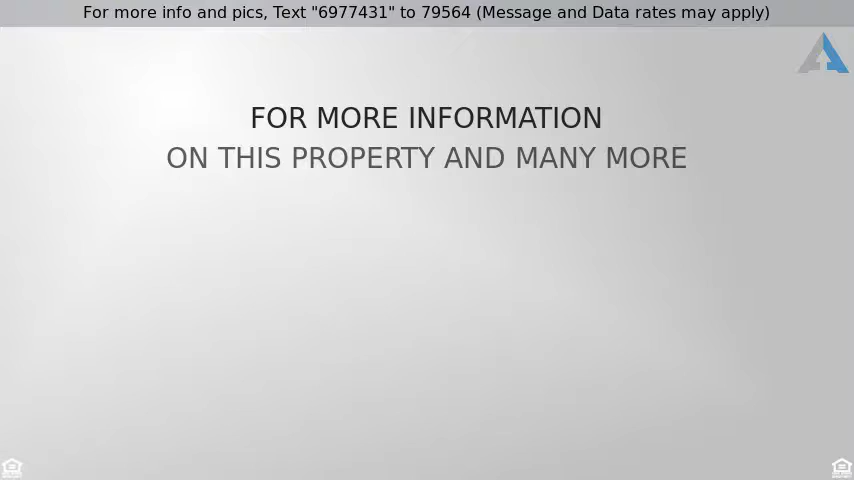 For more info and pics, Text "6977431" to 79564 (Message and Data rates may apply)
FOR MORE INFORMATION
ON THIS PROPERTY AND MANY MORE